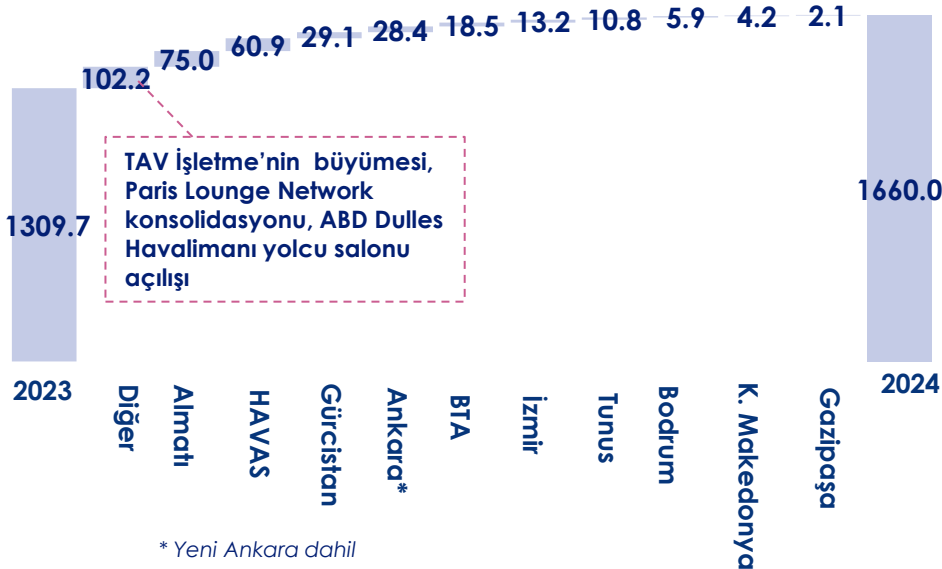 102.2
75.0
60.9
29.1
28.4
18.5
13.2
10.8
5.9
4.2
2.1
TAV İşletme’nin büyümesi,
Paris Lounge Network
konsolidasyonu, ABD Dulles
Havalimanı yolcu salonu
açılışı
1309.7
1660.0
2023
Diğer
Almatı
HAVAS
Gürcistan
Ankara*
BTA
İzmir
Tunus
Bodrum
K. Makedonya
Gazipaşa
2024
* Yeni Ankara dahil